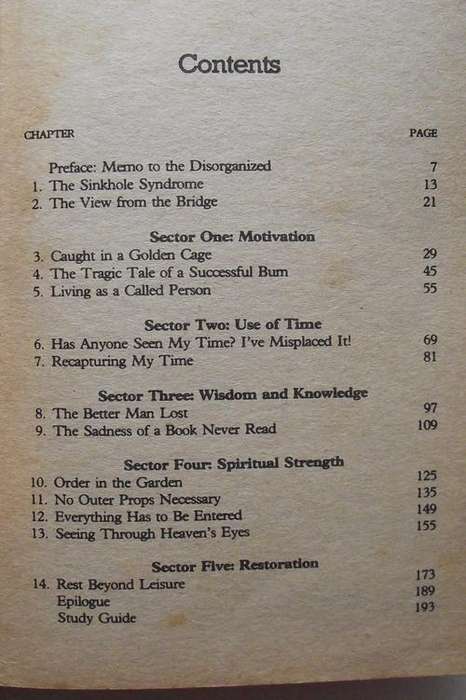 Contents
CHAPTER PAGE
Preface: Memo to the Disorganized 7
1. The Sinkhole Syndrome 13
2. The View from the Bridge 21
Sector One: Motivation
3. Caught in a Golden Cage 29
4. The Tragic Tale of a Successful Bum 45
5. Living as a Called Person 55
Sector Two: Use of Time
6. Has Anyone Seen My Time? I've Misplaced It! 69
7. Recapturing My Time 81
Sector Three: Wisdom and Knowledge
8. The Better Man Lost 97
9. The Sadness of a Book Never Read 109
Sector Four: Spiritual Strength
10. Order in the Garden 125
11. No Outer Props Necessary 135
12. Everything Has to Be Entered 149
13. Seeing Through Heaven's Eyes 155
Sector Five: Restoration
14. Rest Beyond Leisure 173
Epilogue 189
Study Guide 193